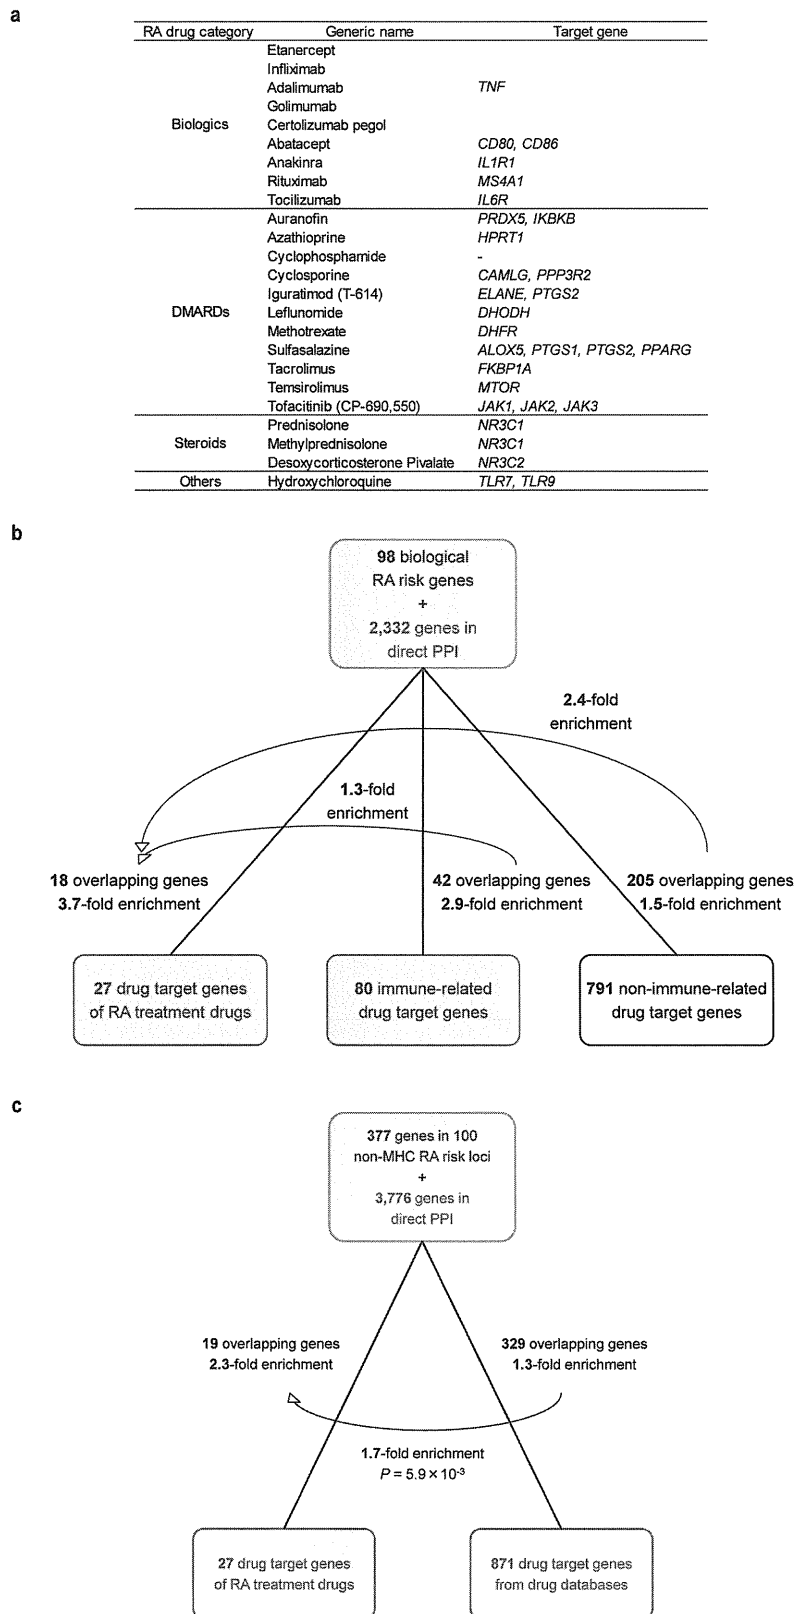 a
RA drug category Generic name Target gene
Etanercept
Infliximab
Adalimumab TNF
Golimumab
Biologics Certolizumab pegol
Abatacept CD80, CD86
Anakinra IL1R1
Rituximab MS4A1
Tocilizumab IL6R
Auranofin PRDX5, IKBKB
Azathioprine HPRT1
Cyclophosphamide -
Cyclosporine CAMLG, PPP3R2
Iguratimod (T-614) ELANE, PTGS2
DMARDs Leflunomide DHODH
Methotrexate DHFR
Sulfasalazine ALOX5, PTGS1, PTGS2, PPARG
Tacrolimus FKBP1A
Temsirolimus MTOR
Tofacitinib (CP-690,550) JAK1, JAK2, JAK3
Prednisolone NR3C1
Steroids Methylprednisolone NR3C1
Desoxycorticosterone Pivalate NR3C2
Others Hydroxychloroquine TLR7, TLR9
b
98 biological
RA risk genes
+
2,332 genes in
direct PPI
2.4-fold
enrichment
1.3-fold
enrichment
18 overlapping genes
3.7-fold enrichment
42 overlapping genes
2.9-fold enrichment
205 overlapping genes
1.5-fold enrichment
27 drug target genes
of RA treatment drugs
80 immune-related
drug target genes
791 non-immune-related
drug target genes
c
377 genes in 100
non-MHC RA risk loci
+
3,776 genes in
direct PPI
19 overlapping genes
2.3-fold enrichment
329 overlapping genes
1.3-fold enrichment
1.7-fold enrichment
P = 5.9 × 10⁻³
27 drug target genes
of RA treatment drugs
871 drug target genes
from drug databases